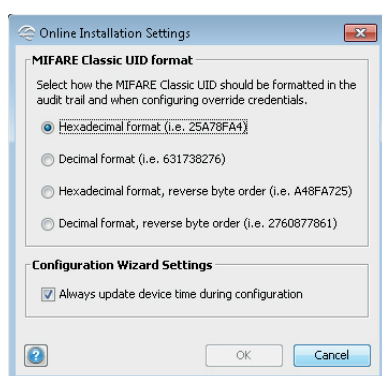 Online Installation Settings
MIFARE Classic UID format
Select how the MIFARE Classic UID should be formatted in the
audit trail and when configuring override credentials.
Hexadecimal format (i.e. 25A78FA4)
Decimal format (i.e. 631738276)
Hexadecimal format, reverse byte order (i.e. A48FA725)
Decimal format, reverse byte order (i.e. 2760877861)
Configuration Wizard Settings
Always update device time during configuration
?
OK
Cancel